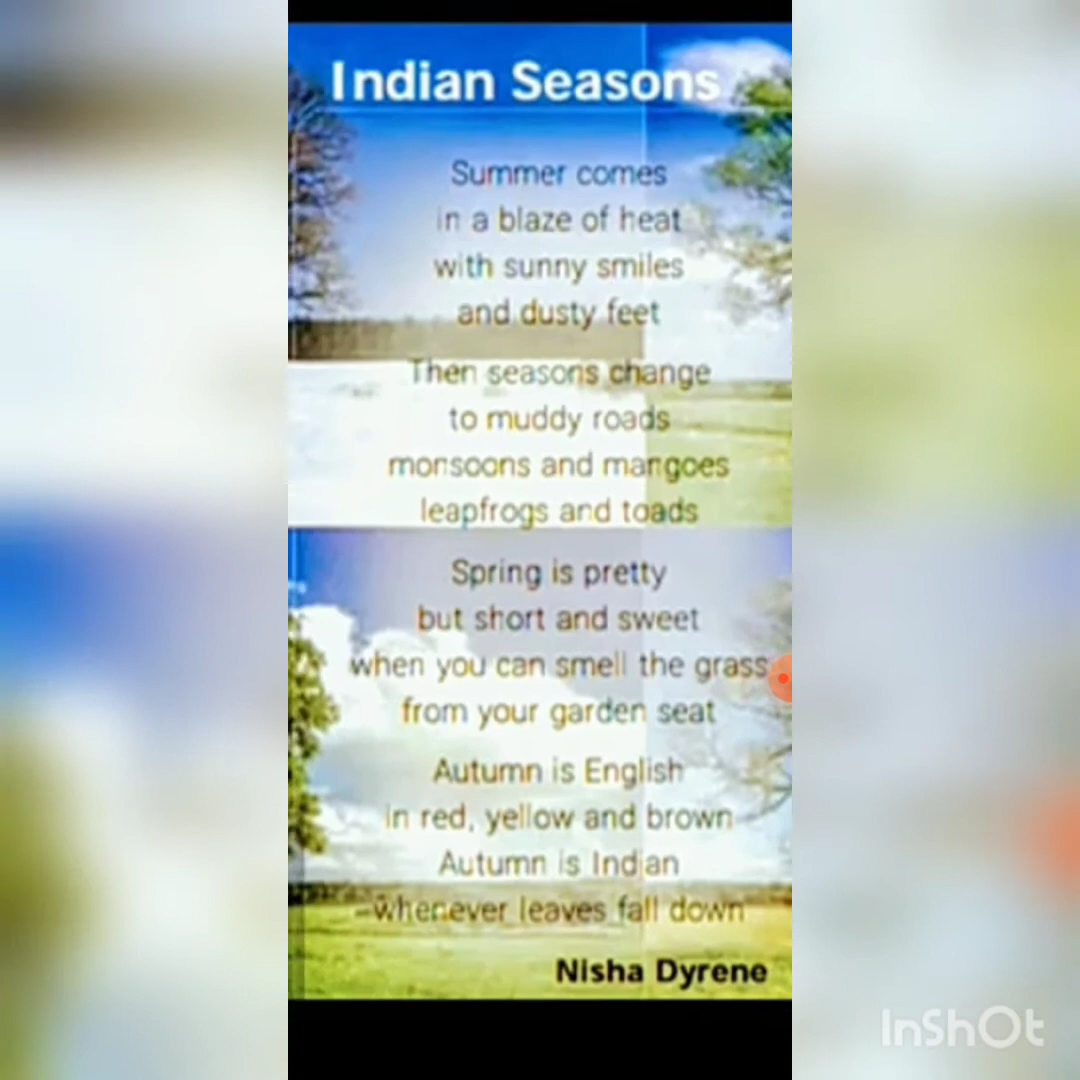 Indian Seasons
Summer comes
in a blaze of heat
with sunny smiles
and dusty feet
Then seasons change
to muddy roads
monsoons and mangoes
leapfrogs and toads
Spring is pretty
but short and sweet
when you can smell the grass
from your garden seat
Autumn is English
in red, yellow and brown
Autumn is Indian
whenever leaves fall down
Nisha Dyrene
InShOt